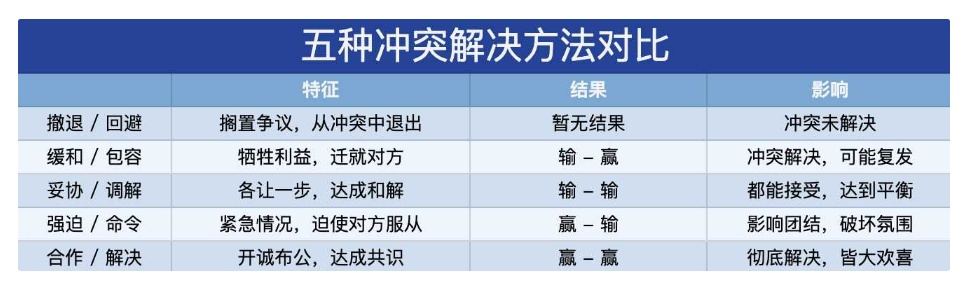 五种冲突解决方法对比
特征 结果 影响
撤退 / 回避 搁置争议，从冲突中退出 暂无结果 冲突未解决
缓和 / 包容 牺牲利益，迁就对方 输 – 赢 冲突解决，可能复发
妥协 / 调解 各让一步，达成和解 输 – 输 都能接受，达到平衡
强迫 / 命令 紧急情况，迫使对方服从 赢 – 输 影响团结，破坏氛围
合作 / 解决 开诚布公，达成共识 赢 – 赢 彻底解决，皆大欢喜